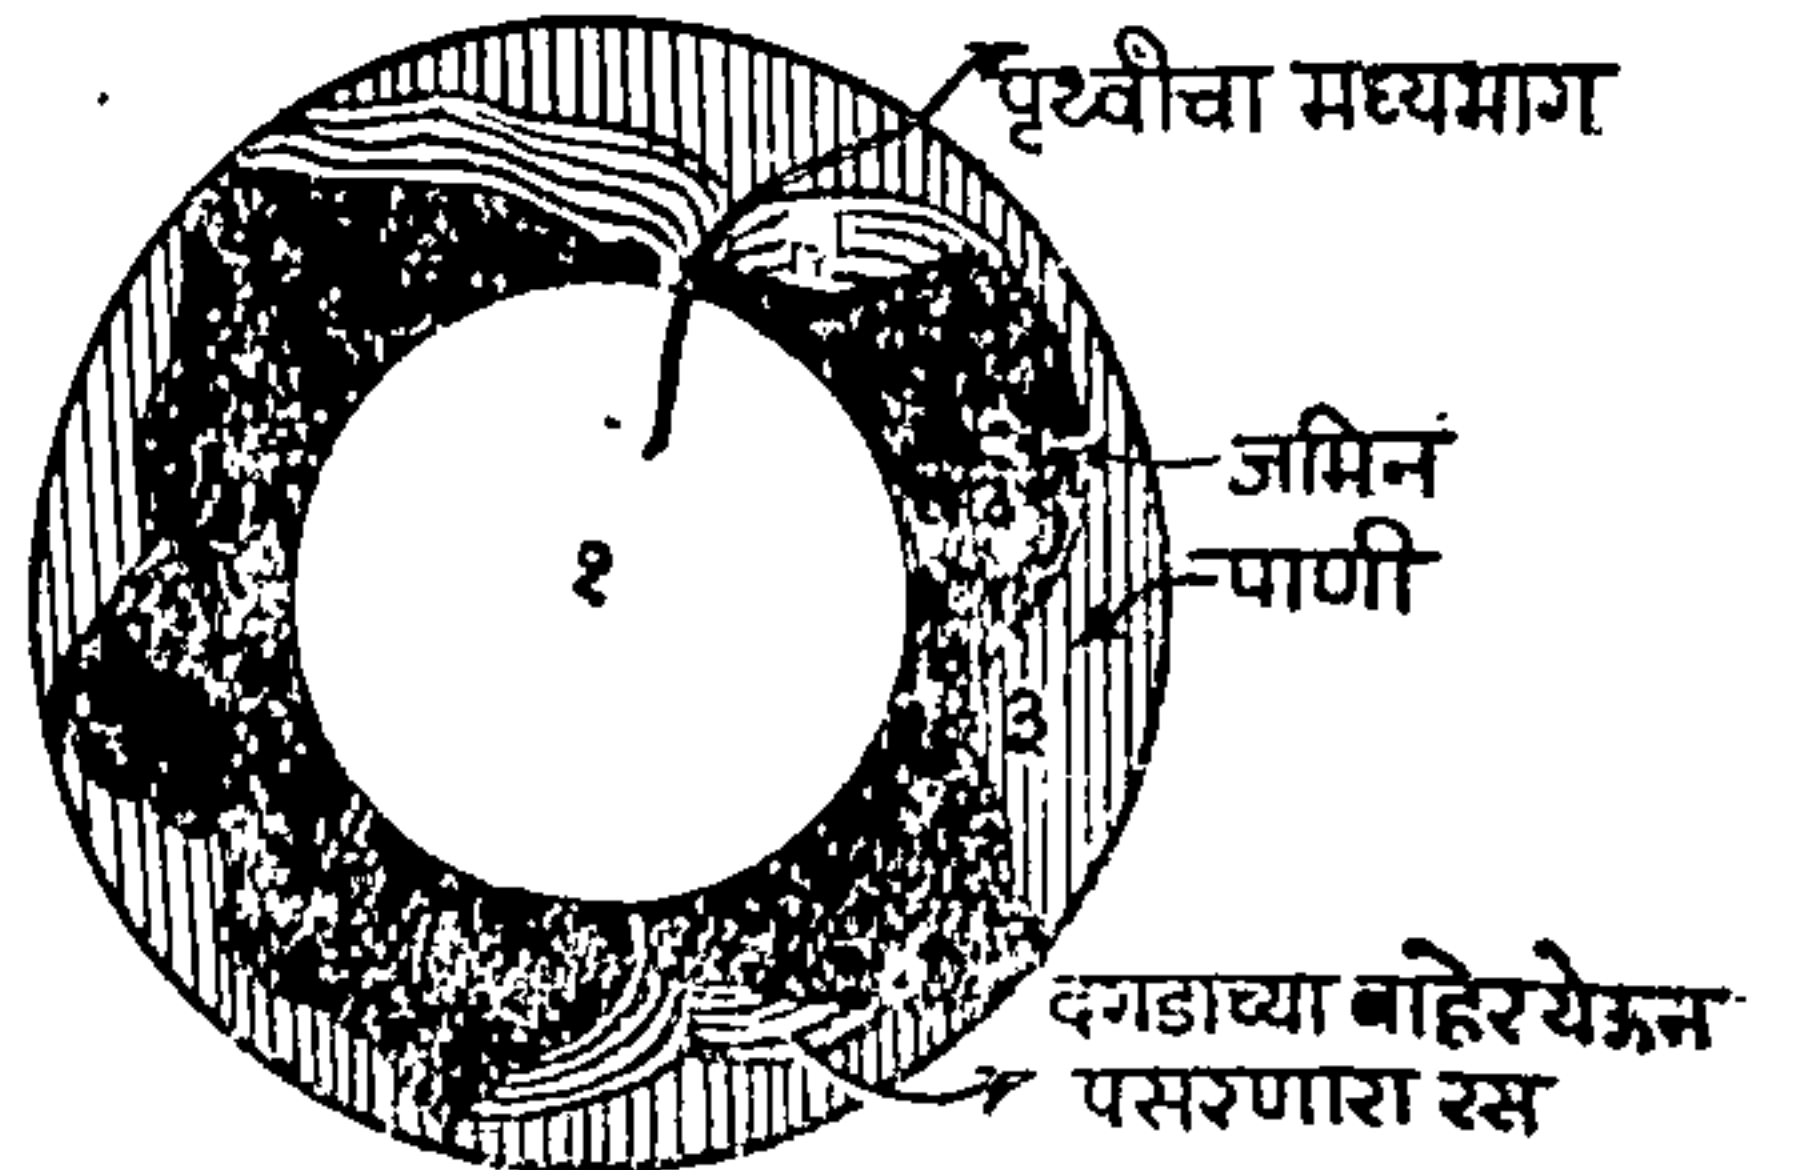 पृथ्वीचा मध्यभाग
जमिन
पाणी
१
३
दगडाच्या बाहेर येऊन
पसरणारा रस